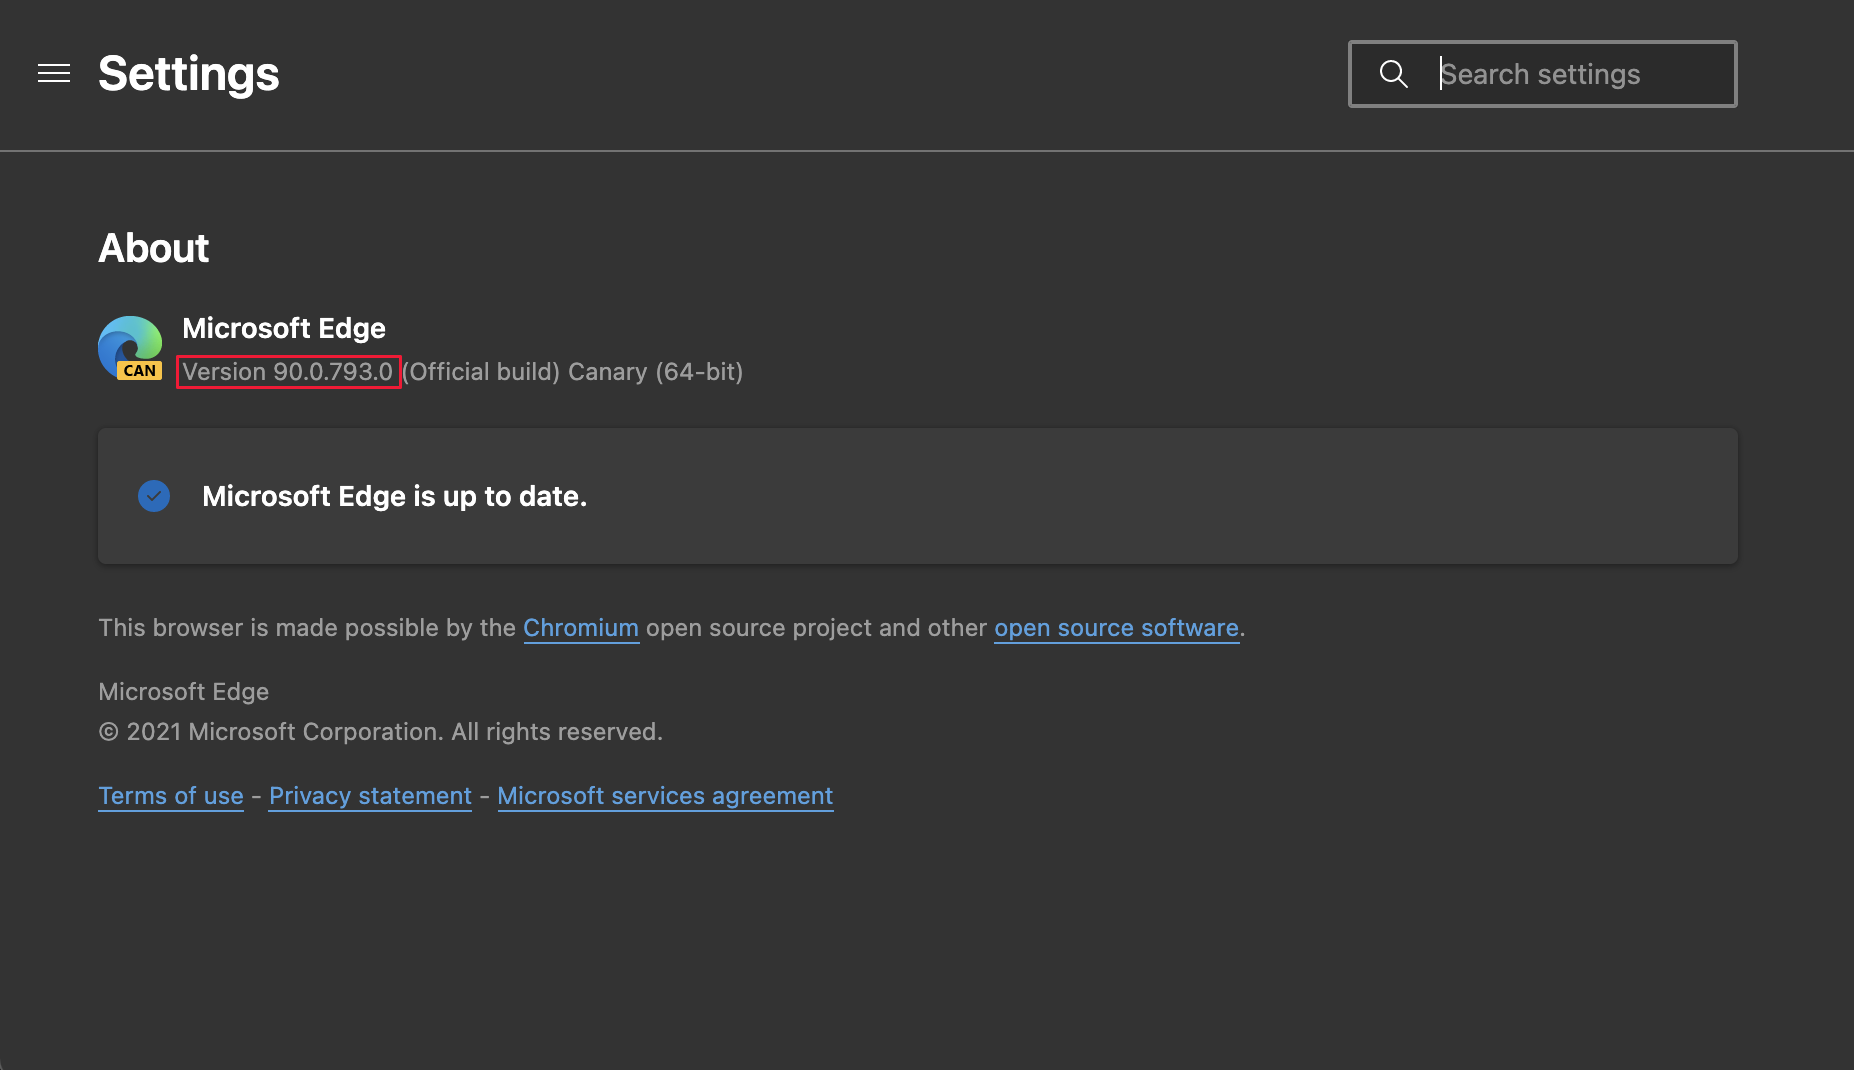 Settings
Search settings
About
Microsoft Edge
CAN
Version 90.0.793.0 (Official build) Canary (64-bit)
Microsoft Edge is up to date.
This browser is made possible by the Chromium open source project and other open source software.
Microsoft Edge
© 2021 Microsoft Corporation. All rights reserved.
Terms of use - Privacy statement - Microsoft services agreement